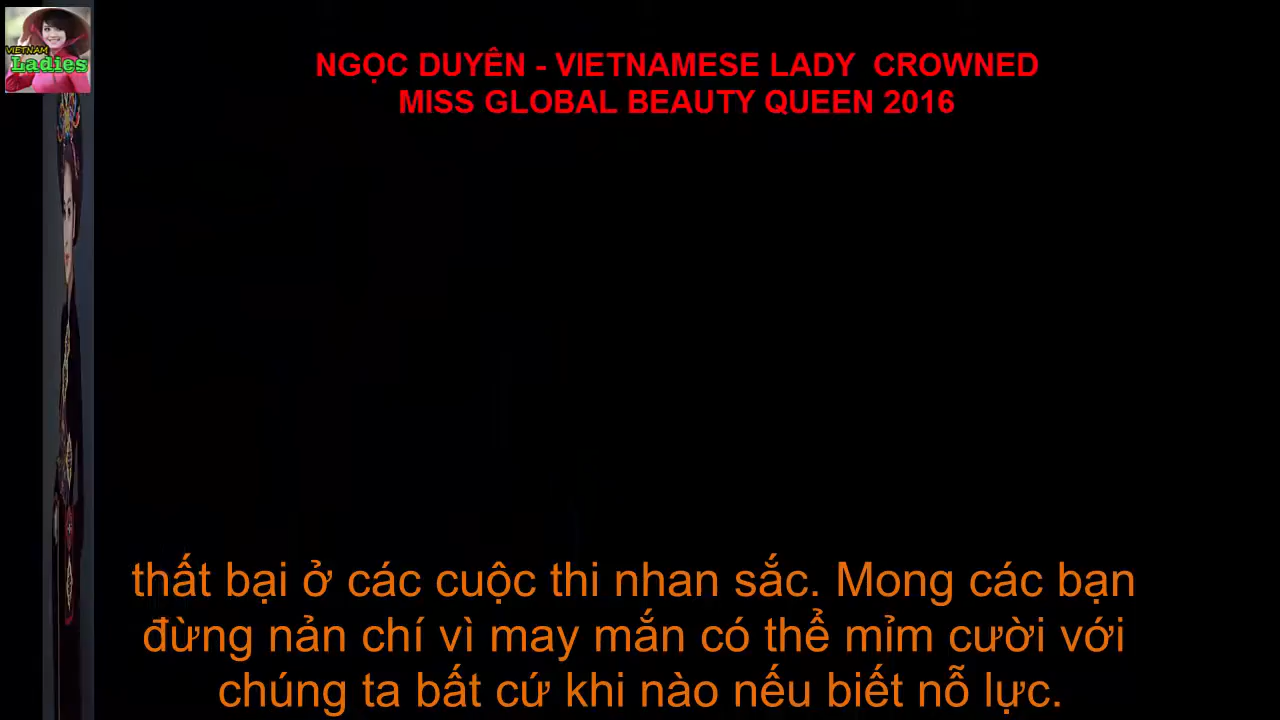 VIETNAM
Ladies
NGỌC DUYÊN - VIETNAMESE LADY CROWNED
MISS GLOBAL BEAUTY QUEEN 2016
thất bại ở các cuộc thi nhan sắc. Mong các bạn
đừng nản chí vì may mắn có thể mỉm cười với
chúng ta bất cứ khi nào nếu biết nỗ lực.